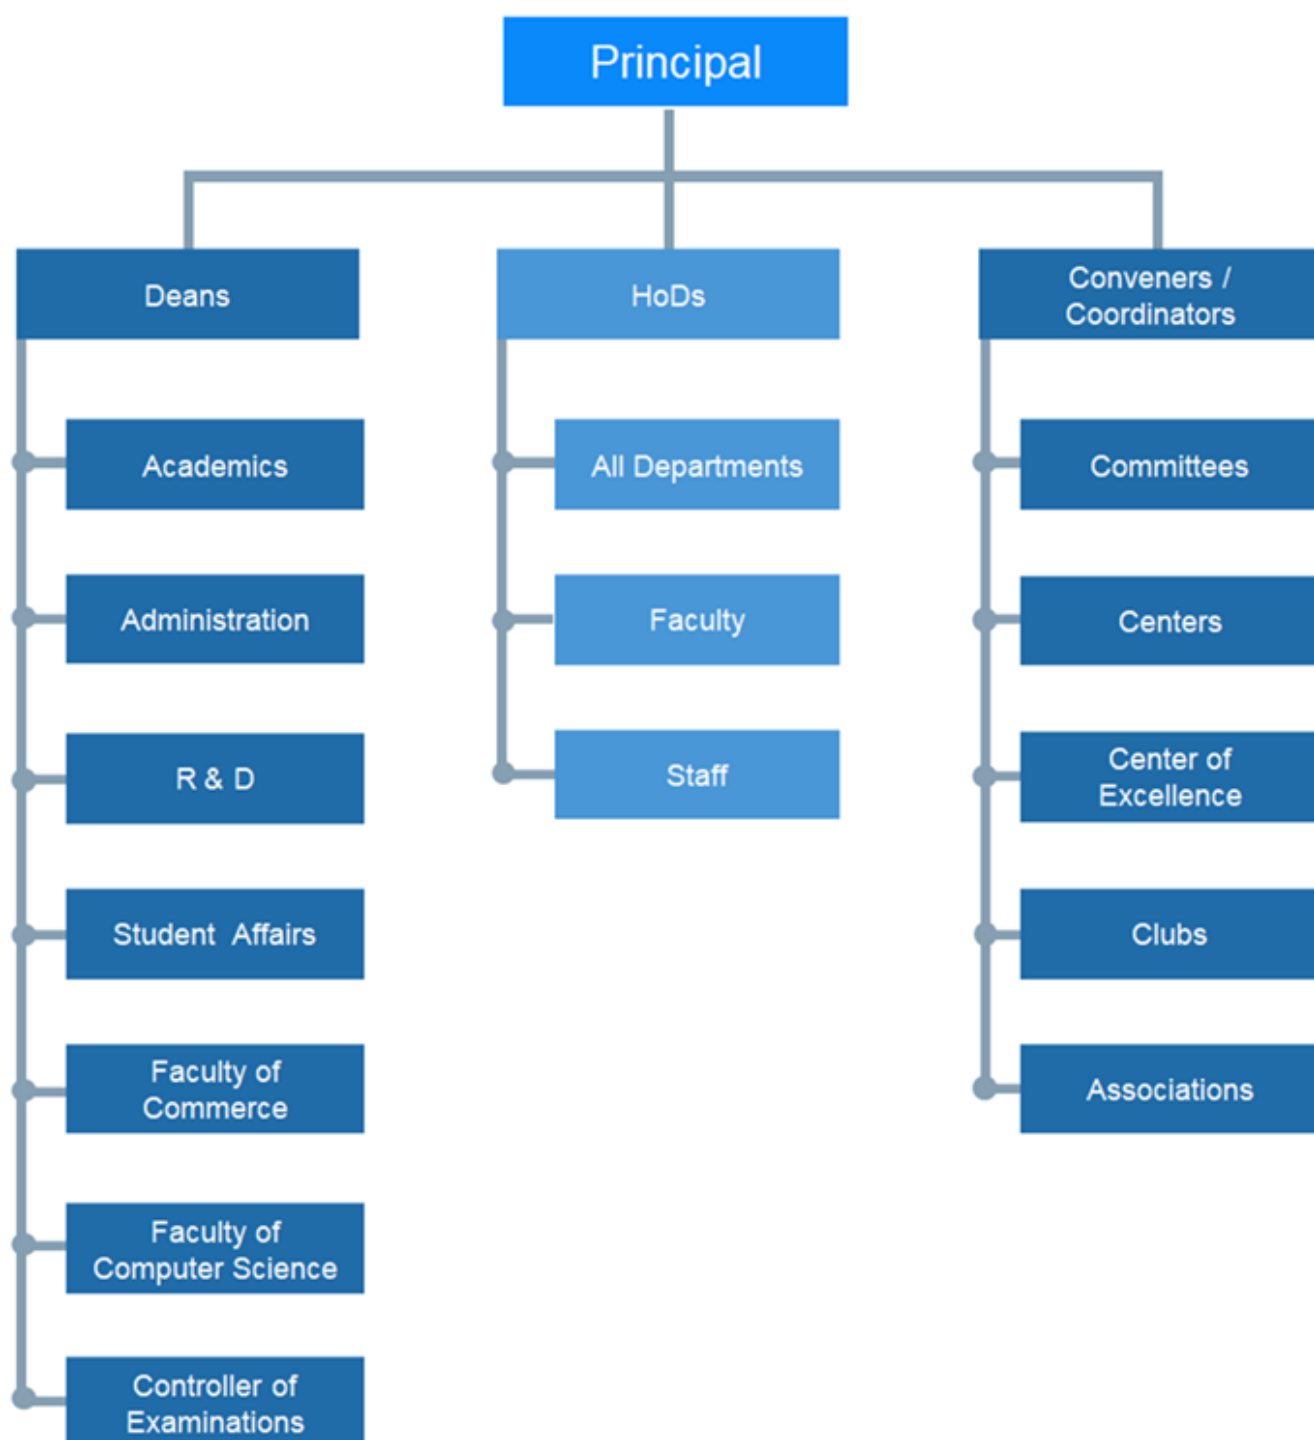 Principal
Deans
Academics
Administration
R & D
Student Affairs
Faculty of
Commerce
Faculty of
Computer Science
Controller of
Examinations
HoDs
All Departments
Faculty
Staff
Conveners /
Coordinators
Committees
Centers
Center of
Excellence
Clubs
Associations